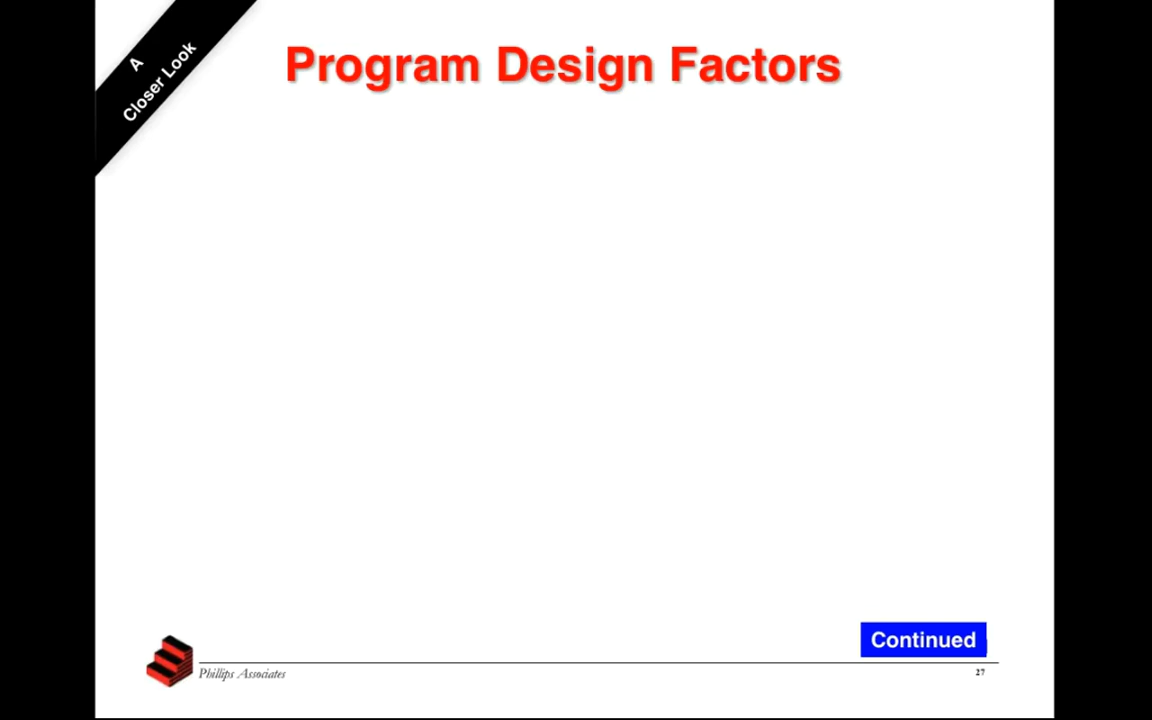 A
Closer Look
Program Design Factors
Continued
Phillips Associates
27